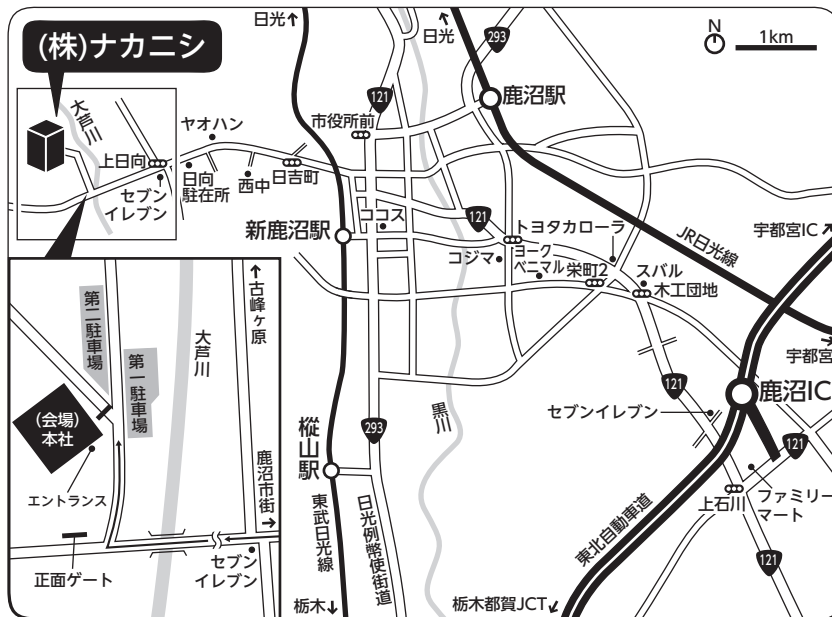 (株)ナカニシ
日光↑
日光
293
N
1km
121
鹿沼駅
市役所前
大芦川
ヤオハン
上日向
日向
駐在所
西中
日吉町
セブン
イレブン
新鹿沼駅
ココス
121
トヨタカローラ
コジマ
ヨーク
ベニマル
栄町2
スバル
木工団地
JR日光線
宇都宮IC
宇都宮
鹿沼IC
121
121
セブンイレブン
上石川
ファミリー
マート
121
東北自動車道
栃木都賀JCT
黒川
293
樅山駅
東武日光線
日光例幣使街道
栃木↓
第二駐車場
第一駐車場
大芦川
↑古峰ヶ原
(会場)
本社
エントランス
鹿沼市街→
正面ゲート
セブン
イレブン